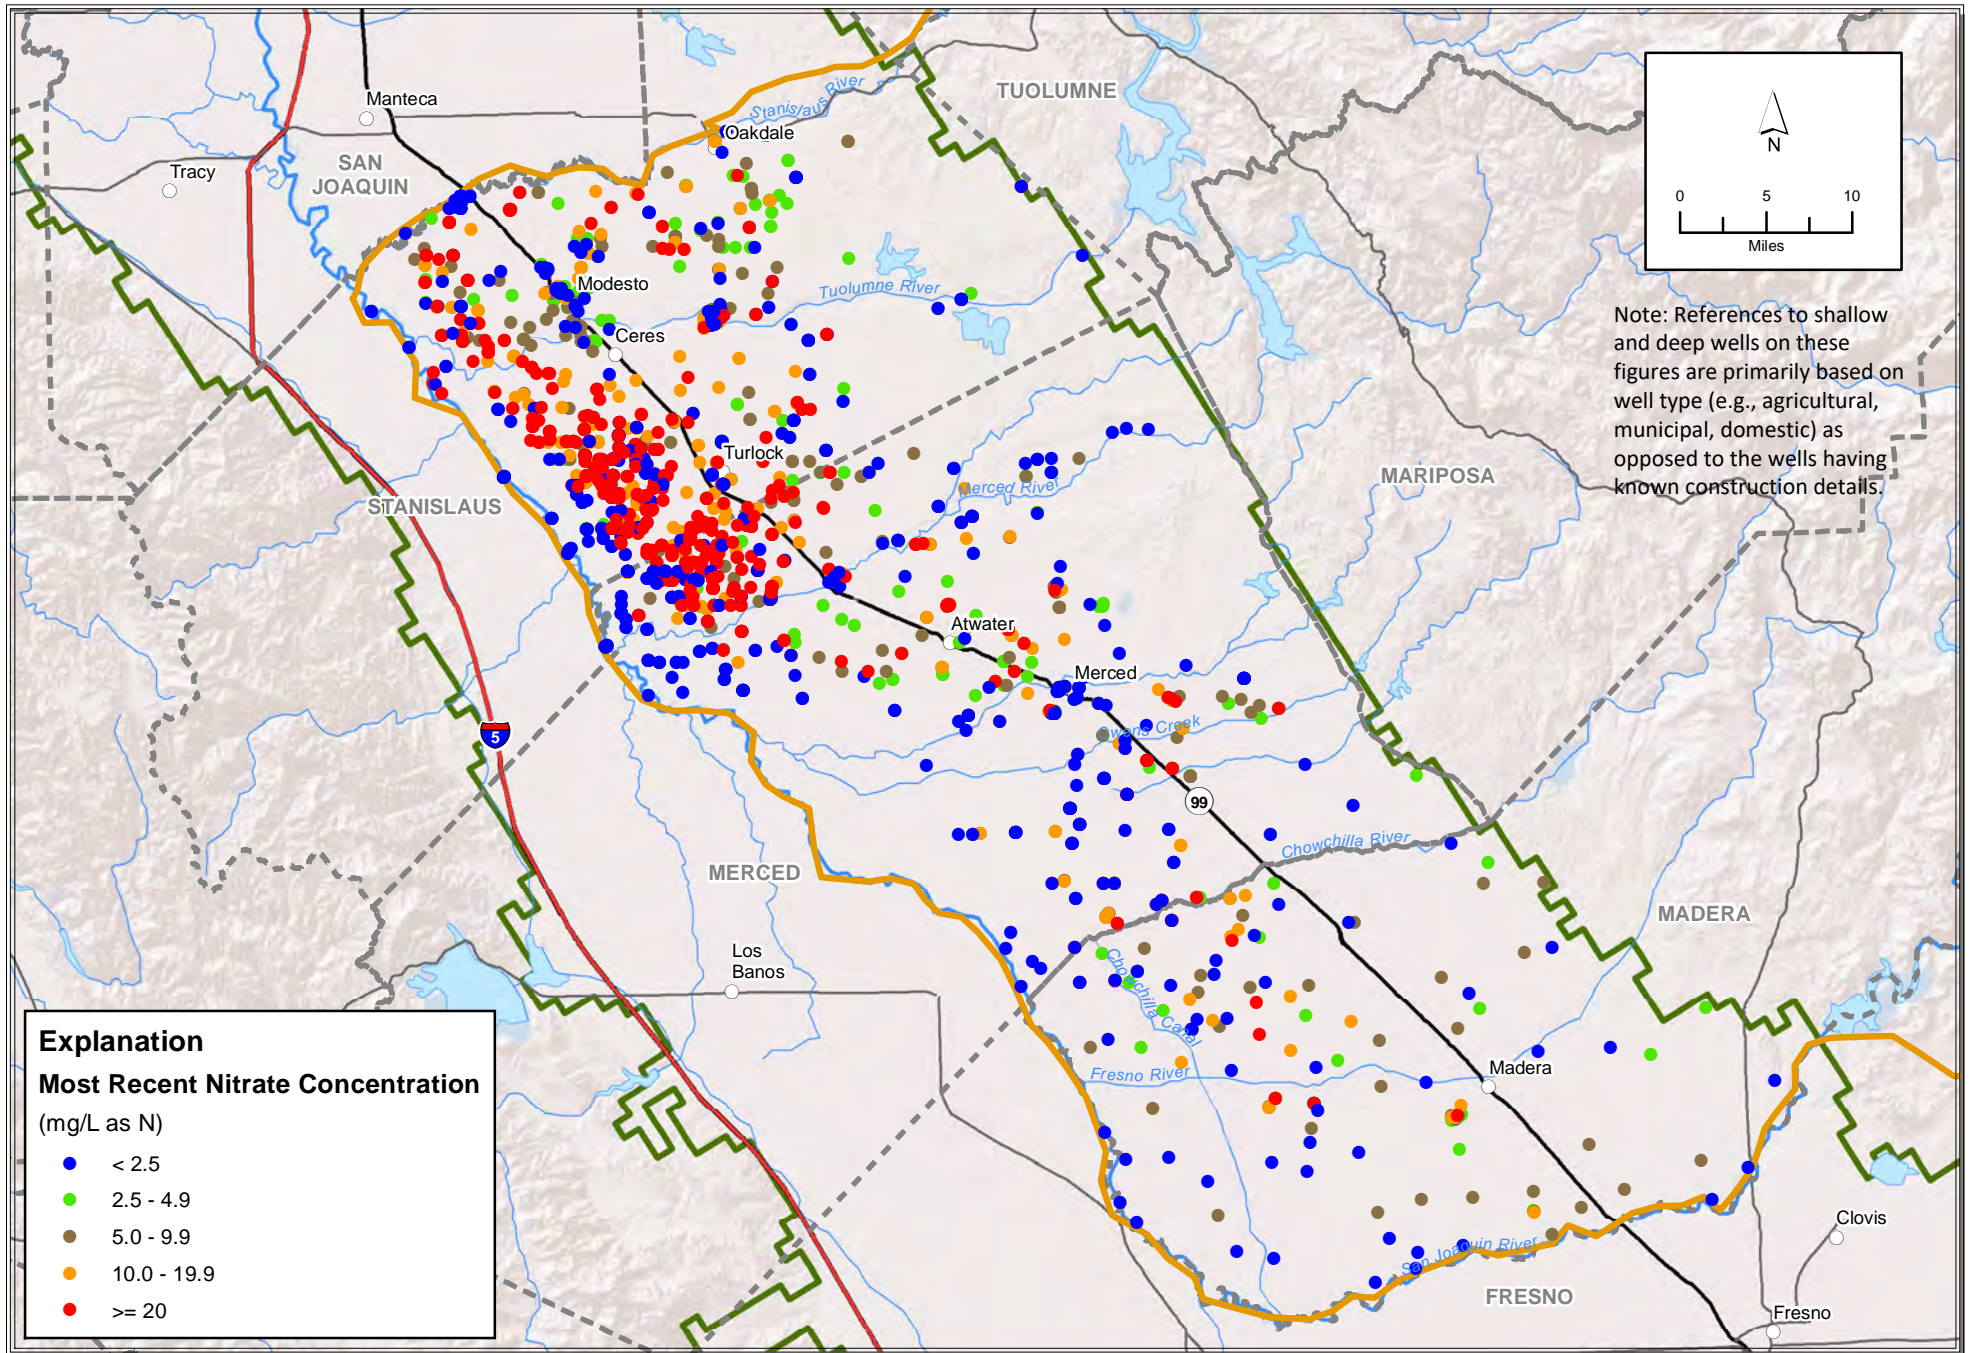 TUOLUMNE
Manteca
Stanislaus River
Oakdale
SAN
JOAQUIN
Tracy
N
0 5 10
Miles
Modesto
Tuolumne River
Ceres
Note: References to shallow
and deep wells on these
figures are primarily based on
well type (e.g., agricultural,
municipal, domestic) as
opposed to the wells having
known construction details.
Turlock
Merced River
MARIPOSA
STANISLAUS
Atwater
Merced
Owens Creek
5
99
Chowchilla River
MERCED
MADERA
Los
Banos
Chowchilla Canal
Fresno River
Madera
Clovis
San Joaquin River
FRESNO
Fresno
Explanation
Most Recent Nitrate Concentration
(mg/L as N)
< 2.5
2.5 - 4.9
5.0 - 9.9
10.0 - 19.9
>= 20